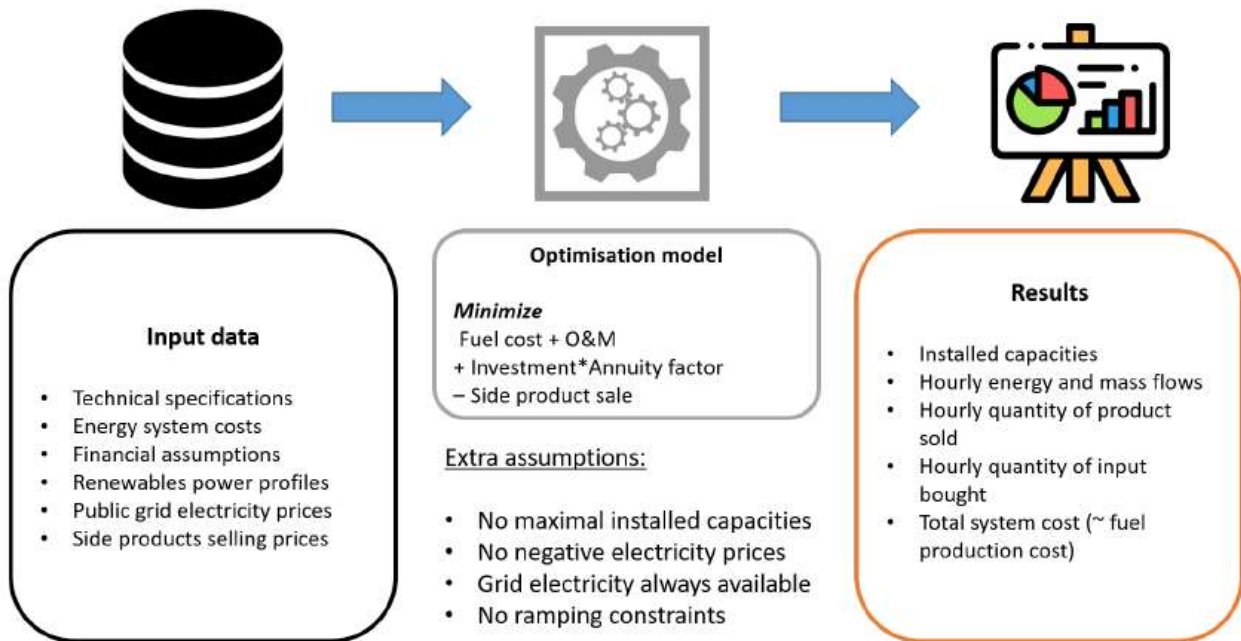 Input data
• Technical specifications
• Energy system costs
• Financial assumptions
• Renewables power profiles
• Public grid electricity prices
• Side products selling prices
Optimisation model
Minimize
Fuel cost + O&M
+ Investment*Annuity factor
– Side product sale
Extra assumptions:
• No maximal installed capacities
• No negative electricity prices
• Grid electricity always available
• No ramping constraints
Results
• Installed capacities
• Hourly energy and mass flows
• Hourly quantity of product
sold
• Hourly quantity of input
bought
• Total system cost (~ fuel
production cost)